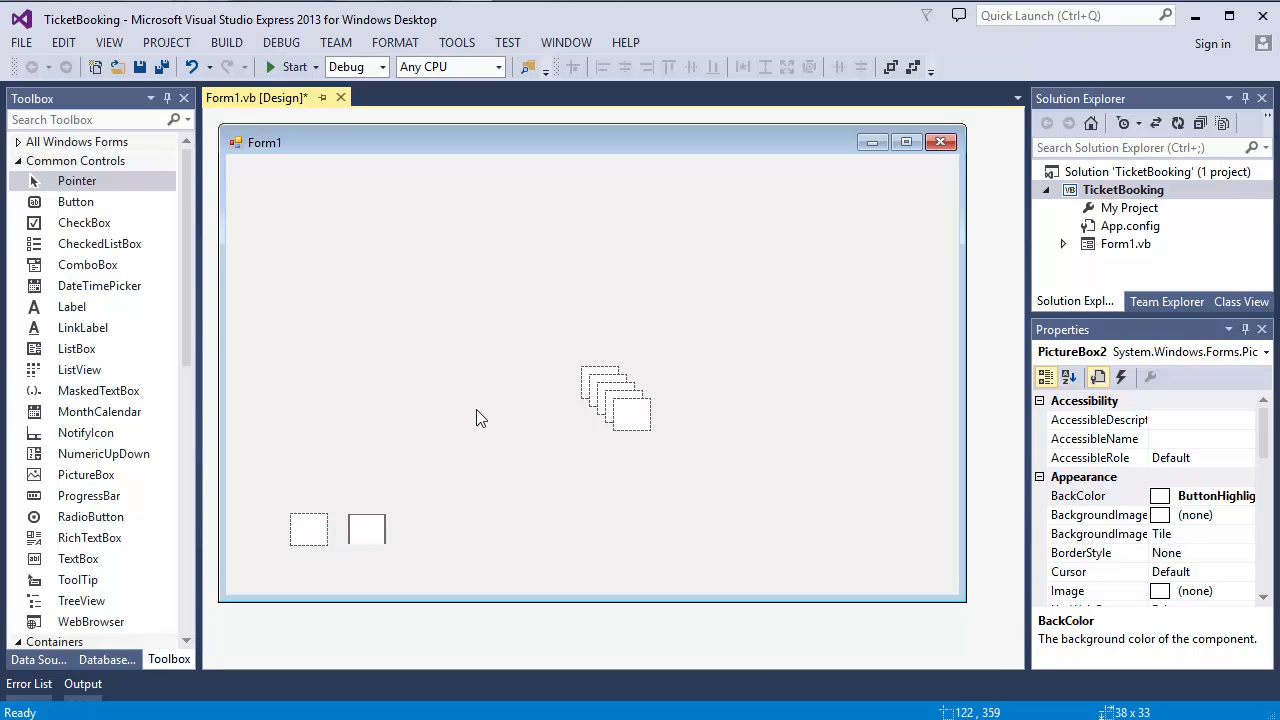 TicketBooking - Microsoft Visual Studio Express 2013 for Windows Desktop
Quick Launch (Ctrl+Q)
FILE EDIT VIEW PROJECT BUILD DEBUG TEAM FORMAT TOOLS TEST WINDOW HELP
Sign in
Start Debug Any CPU
Toolbox
Search Toolbox
All Windows Forms
Common Controls
Pointer
Button
CheckBox
CheckedListBox
ComboBox
DateTimePicker
Label
LinkLabel
ListBox
ListView
MaskedTextBox
MonthCalendar
NotifyIcon
NumericUpDown
PictureBox
ProgressBar
RadioButton
RichTextBox
TextBox
ToolTip
TreeView
WebBrowser
Containers
Data Sou... Database... Toolbox
Form1.vb [Design]*
Form1
Solution Explorer
Search Solution Explorer (Ctrl+;)
Solution 'TicketBooking' (1 project)
VB TicketBooking
My Project
App.config
Form1.vb
Solution Expl... Team Explorer Class View
Properties
PictureBox2 System.Windows.Forms.Pic
Accessibility
AccessibleDescript
AccessibleName
AccessibleRole Default
Appearance
BackColor ButtonHighlig
BackgroundImage (none)
BackgroundImage Tile
BorderStyle None
Cursor Default
Image (none)
BackColor
The background color of the component.
Error List Output
Ready
122 , 359
38 x 33